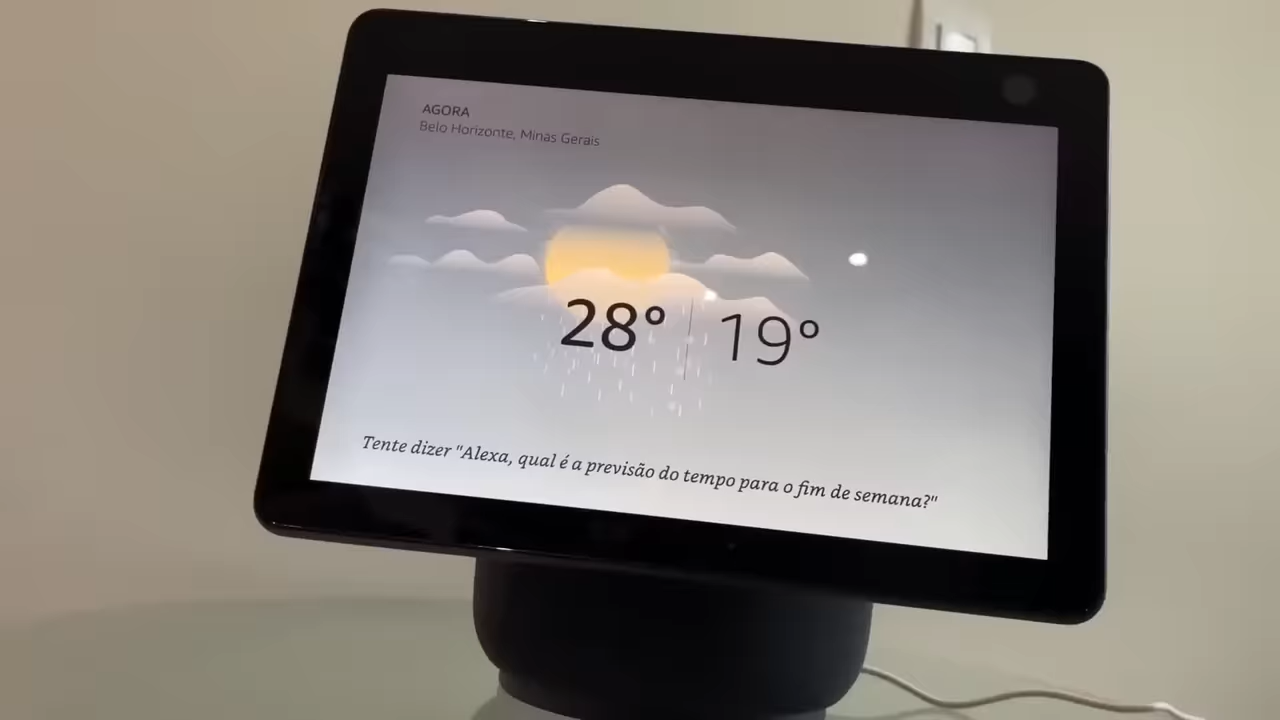 AGORA
Belo Horizonte, Minas Gerais
28° 19°
Tente dizer "Alexa, qual é a previsão do tempo para o fim de semana?"